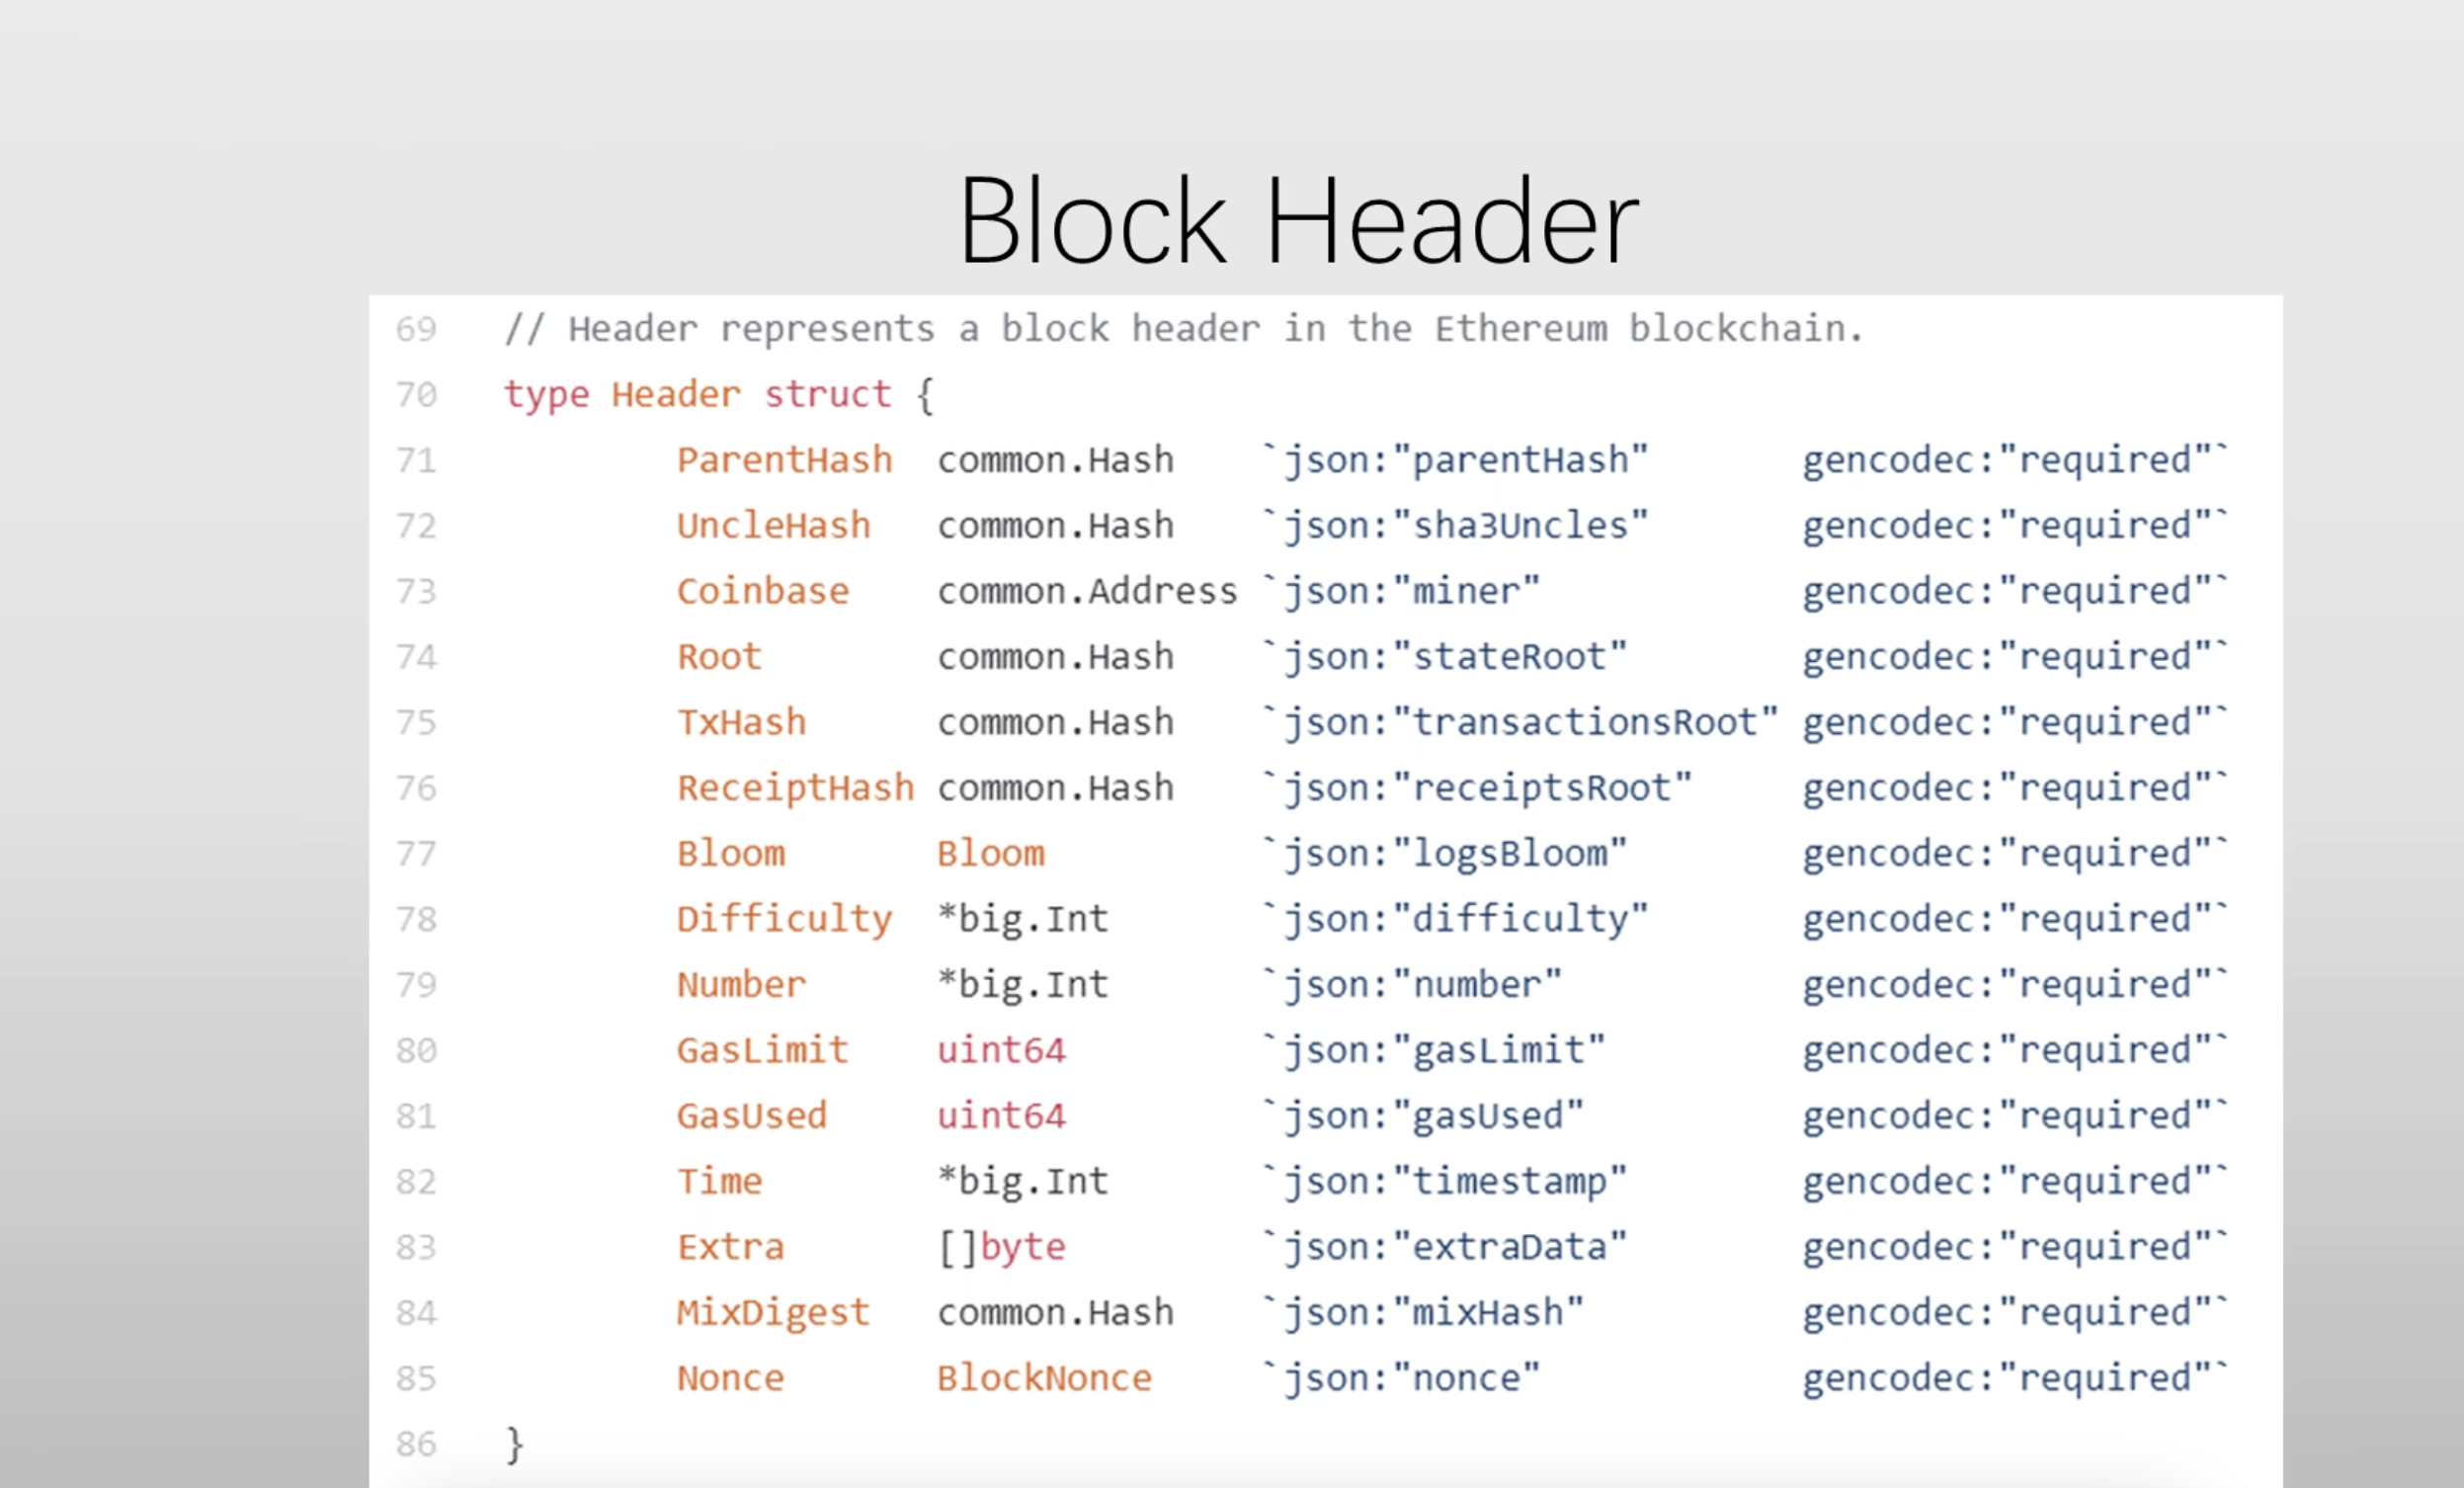 Block Header
69 // Header represents a block header in the Ethereum blockchain.
70 type Header struct {
71 ParentHash common.Hash `json:"parentHash" gencodec:"required"`
72 UncleHash common.Hash `json:"sha3Uncles" gencodec:"required"`
73 Coinbase common.Address `json:"miner" gencodec:"required"`
74 Root common.Hash `json:"stateRoot" gencodec:"required"`
75 TxHash common.Hash `json:"transactionsRoot" gencodec:"required"`
76 ReceiptHash common.Hash `json:"receiptsRoot" gencodec:"required"`
77 Bloom Bloom `json:"logsBloom" gencodec:"required"`
78 Difficulty *big.Int `json:"difficulty" gencodec:"required"`
79 Number *big.Int `json:"number" gencodec:"required"`
80 GasLimit uint64 `json:"gasLimit" gencodec:"required"`
81 GasUsed uint64 `json:"gasUsed" gencodec:"required"`
82 Time *big.Int `json:"timestamp" gencodec:"required"`
83 Extra []byte `json:"extraData" gencodec:"required"`
84 MixDigest common.Hash `json:"mixHash" gencodec:"required"`
85 Nonce BlockNonce `json:"nonce" gencodec:"required"`
86 }